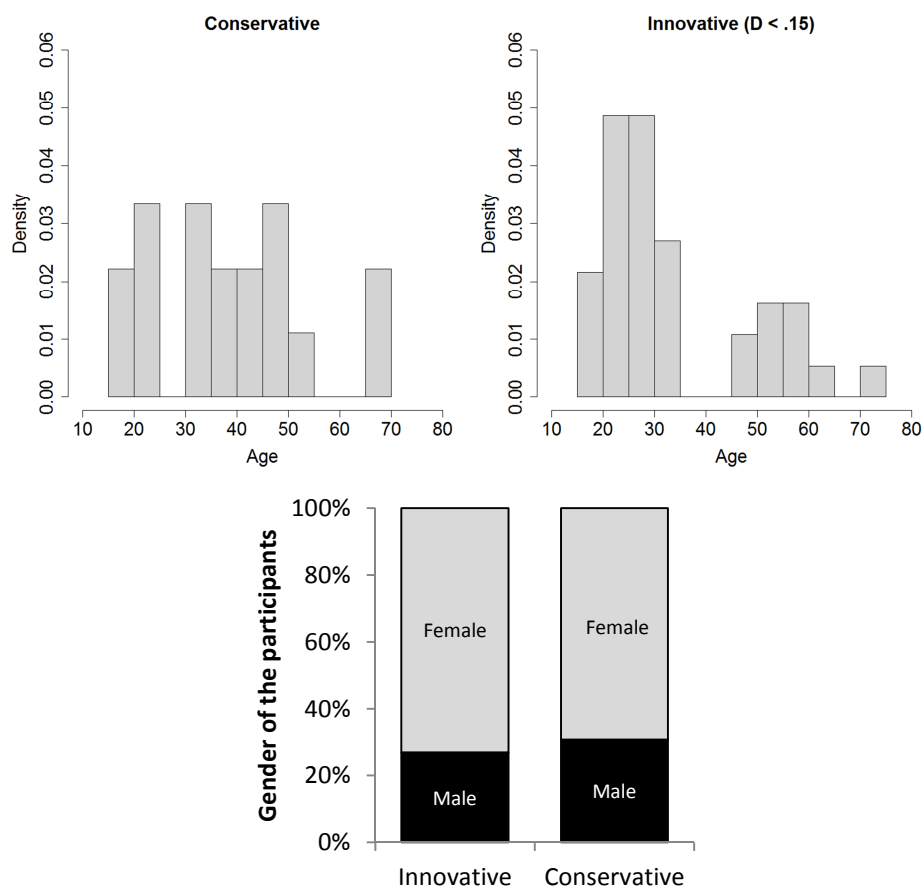 Conservative
0.06
0.05
0.04
0.03
0.02
0.01
0.00
Density
10 20 30 40 50 60 70 80
Age
Innovative (D < .15)
0.06
0.05
0.04
0.03
0.02
0.01
0.00
Density
10 20 30 40 50 60 70 80
Age
Gender of the participants
100%
80%
60%
40%
20%
0%
Female
Female
Male
Male
Innovative Conservative